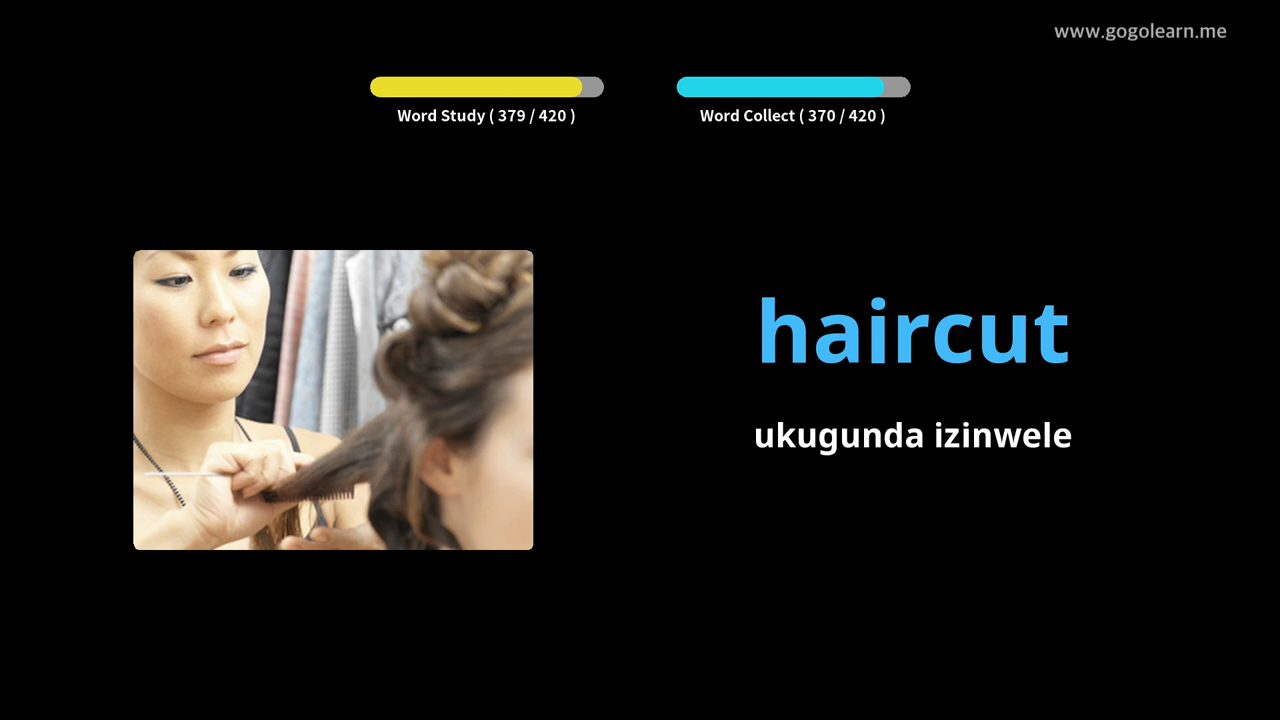 www.gogolearn.me
Word Study ( 379 / 420 )
Word Collect ( 370 / 420 )
haircut
ukugunda izinwele